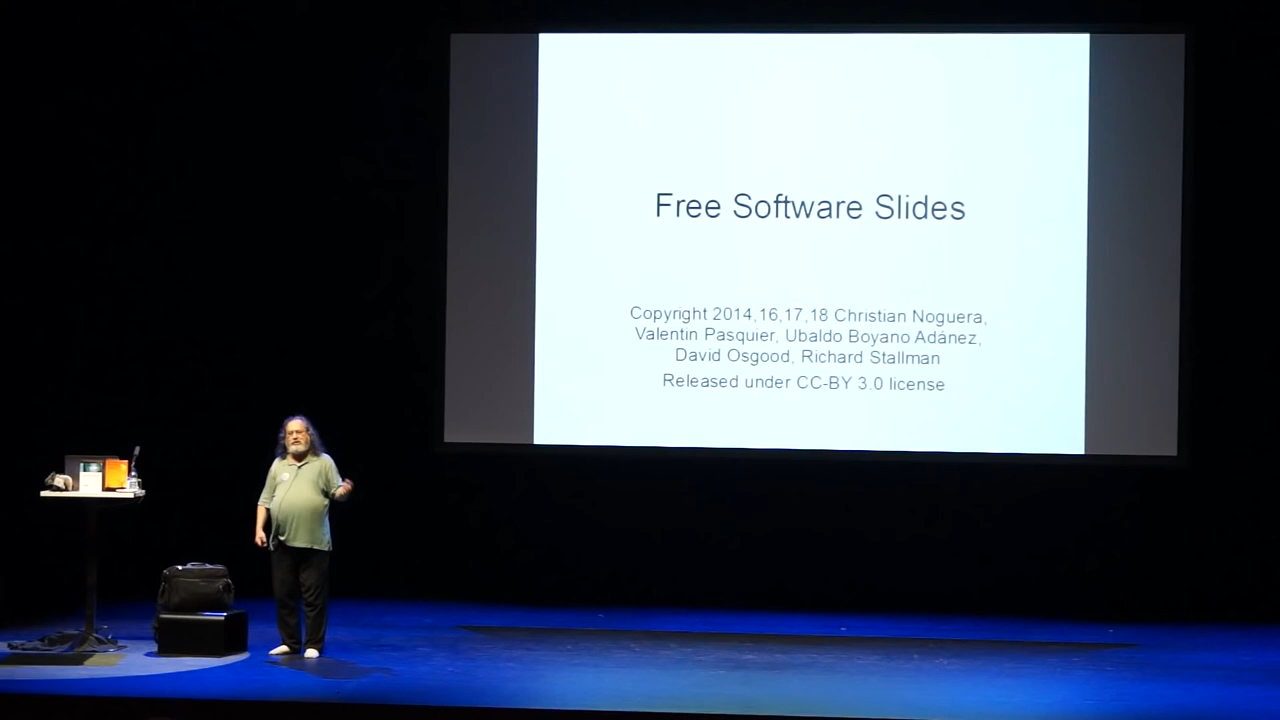 Free Software Slides
Copyright 2014,16,17,18 Christian Noguera,
Valentin Pasquier, Ubaldo Boyano Adánez,
David Osgood, Richard Stallman
Released under CC-BY 3.0 license